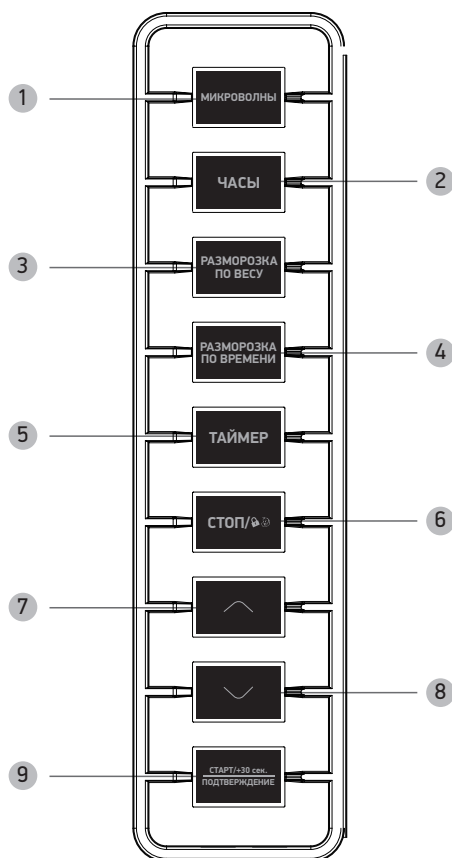 1
МИКРОВОЛНЫ
ЧАСЫ
2
3
РАЗМОРОЗКА
ПО ВЕСУ
РАЗМОРОЗКА
ПО ВРЕМЕНИ
4
5
ТАЙМЕР
СТОП/
6
7
8
9
СТАРТ/+30 сек.
ПОДТВЕРЖДЕНИЕ